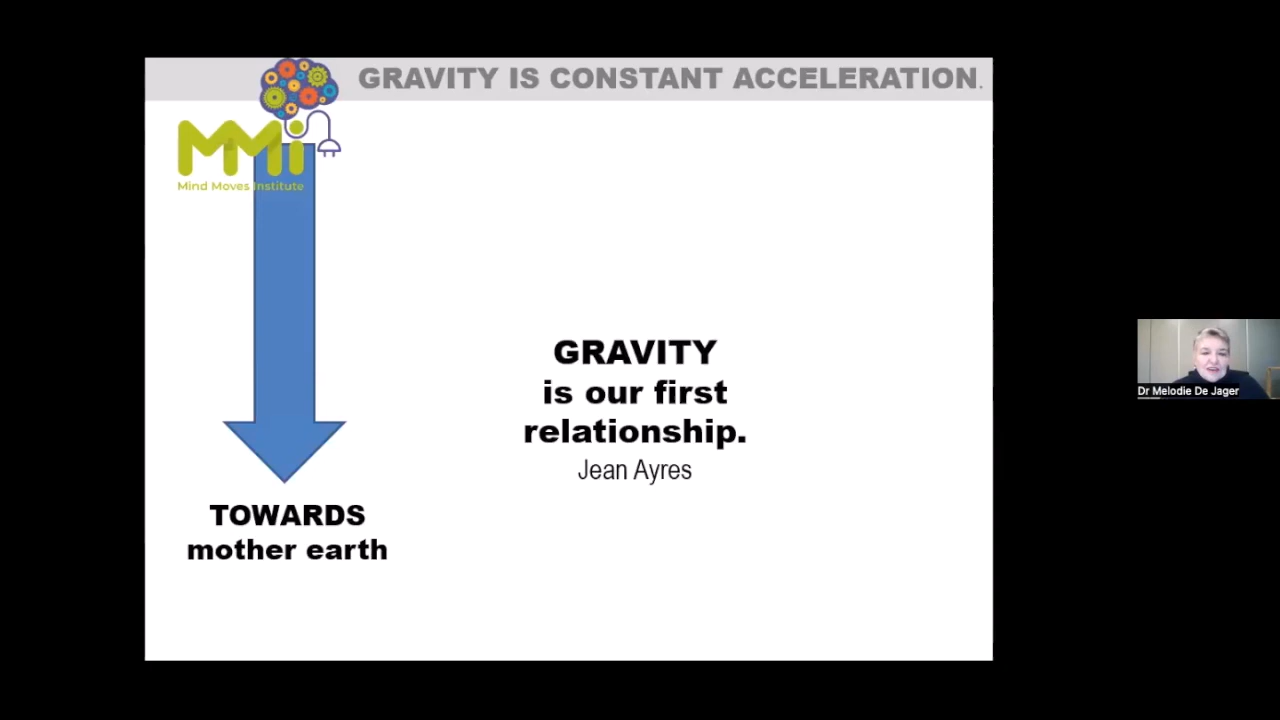 GRAVITY IS CONSTANT ACCELERATION.
MMi
Mind Moves Institute
GRAVITY
is our first
relationship.
Jean Ayres
TOWARDS
mother earth
Dr Melodie De Jager